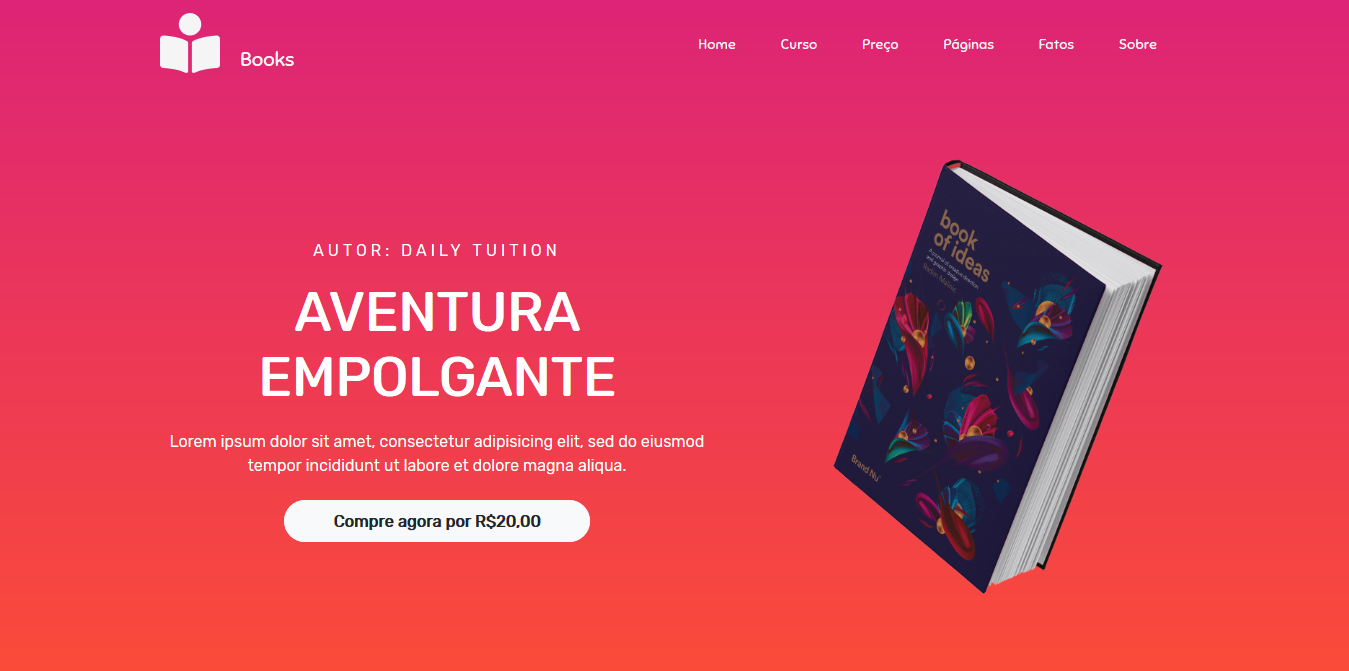 Books
Home
Curso
Preço
Páginas
Fatos
Sobre
AUTOR: DAILY TUITION
AVENTURA
EMPOLGANTE
Lorem ipsum dolor sit amet, consectetur adipisicing elit, sed do eiusmod
tempor incididunt ut labore et dolore magna aliqua.
Compre agora por R$20,00
book
of ideas
Radim Malinic
Brand Nu